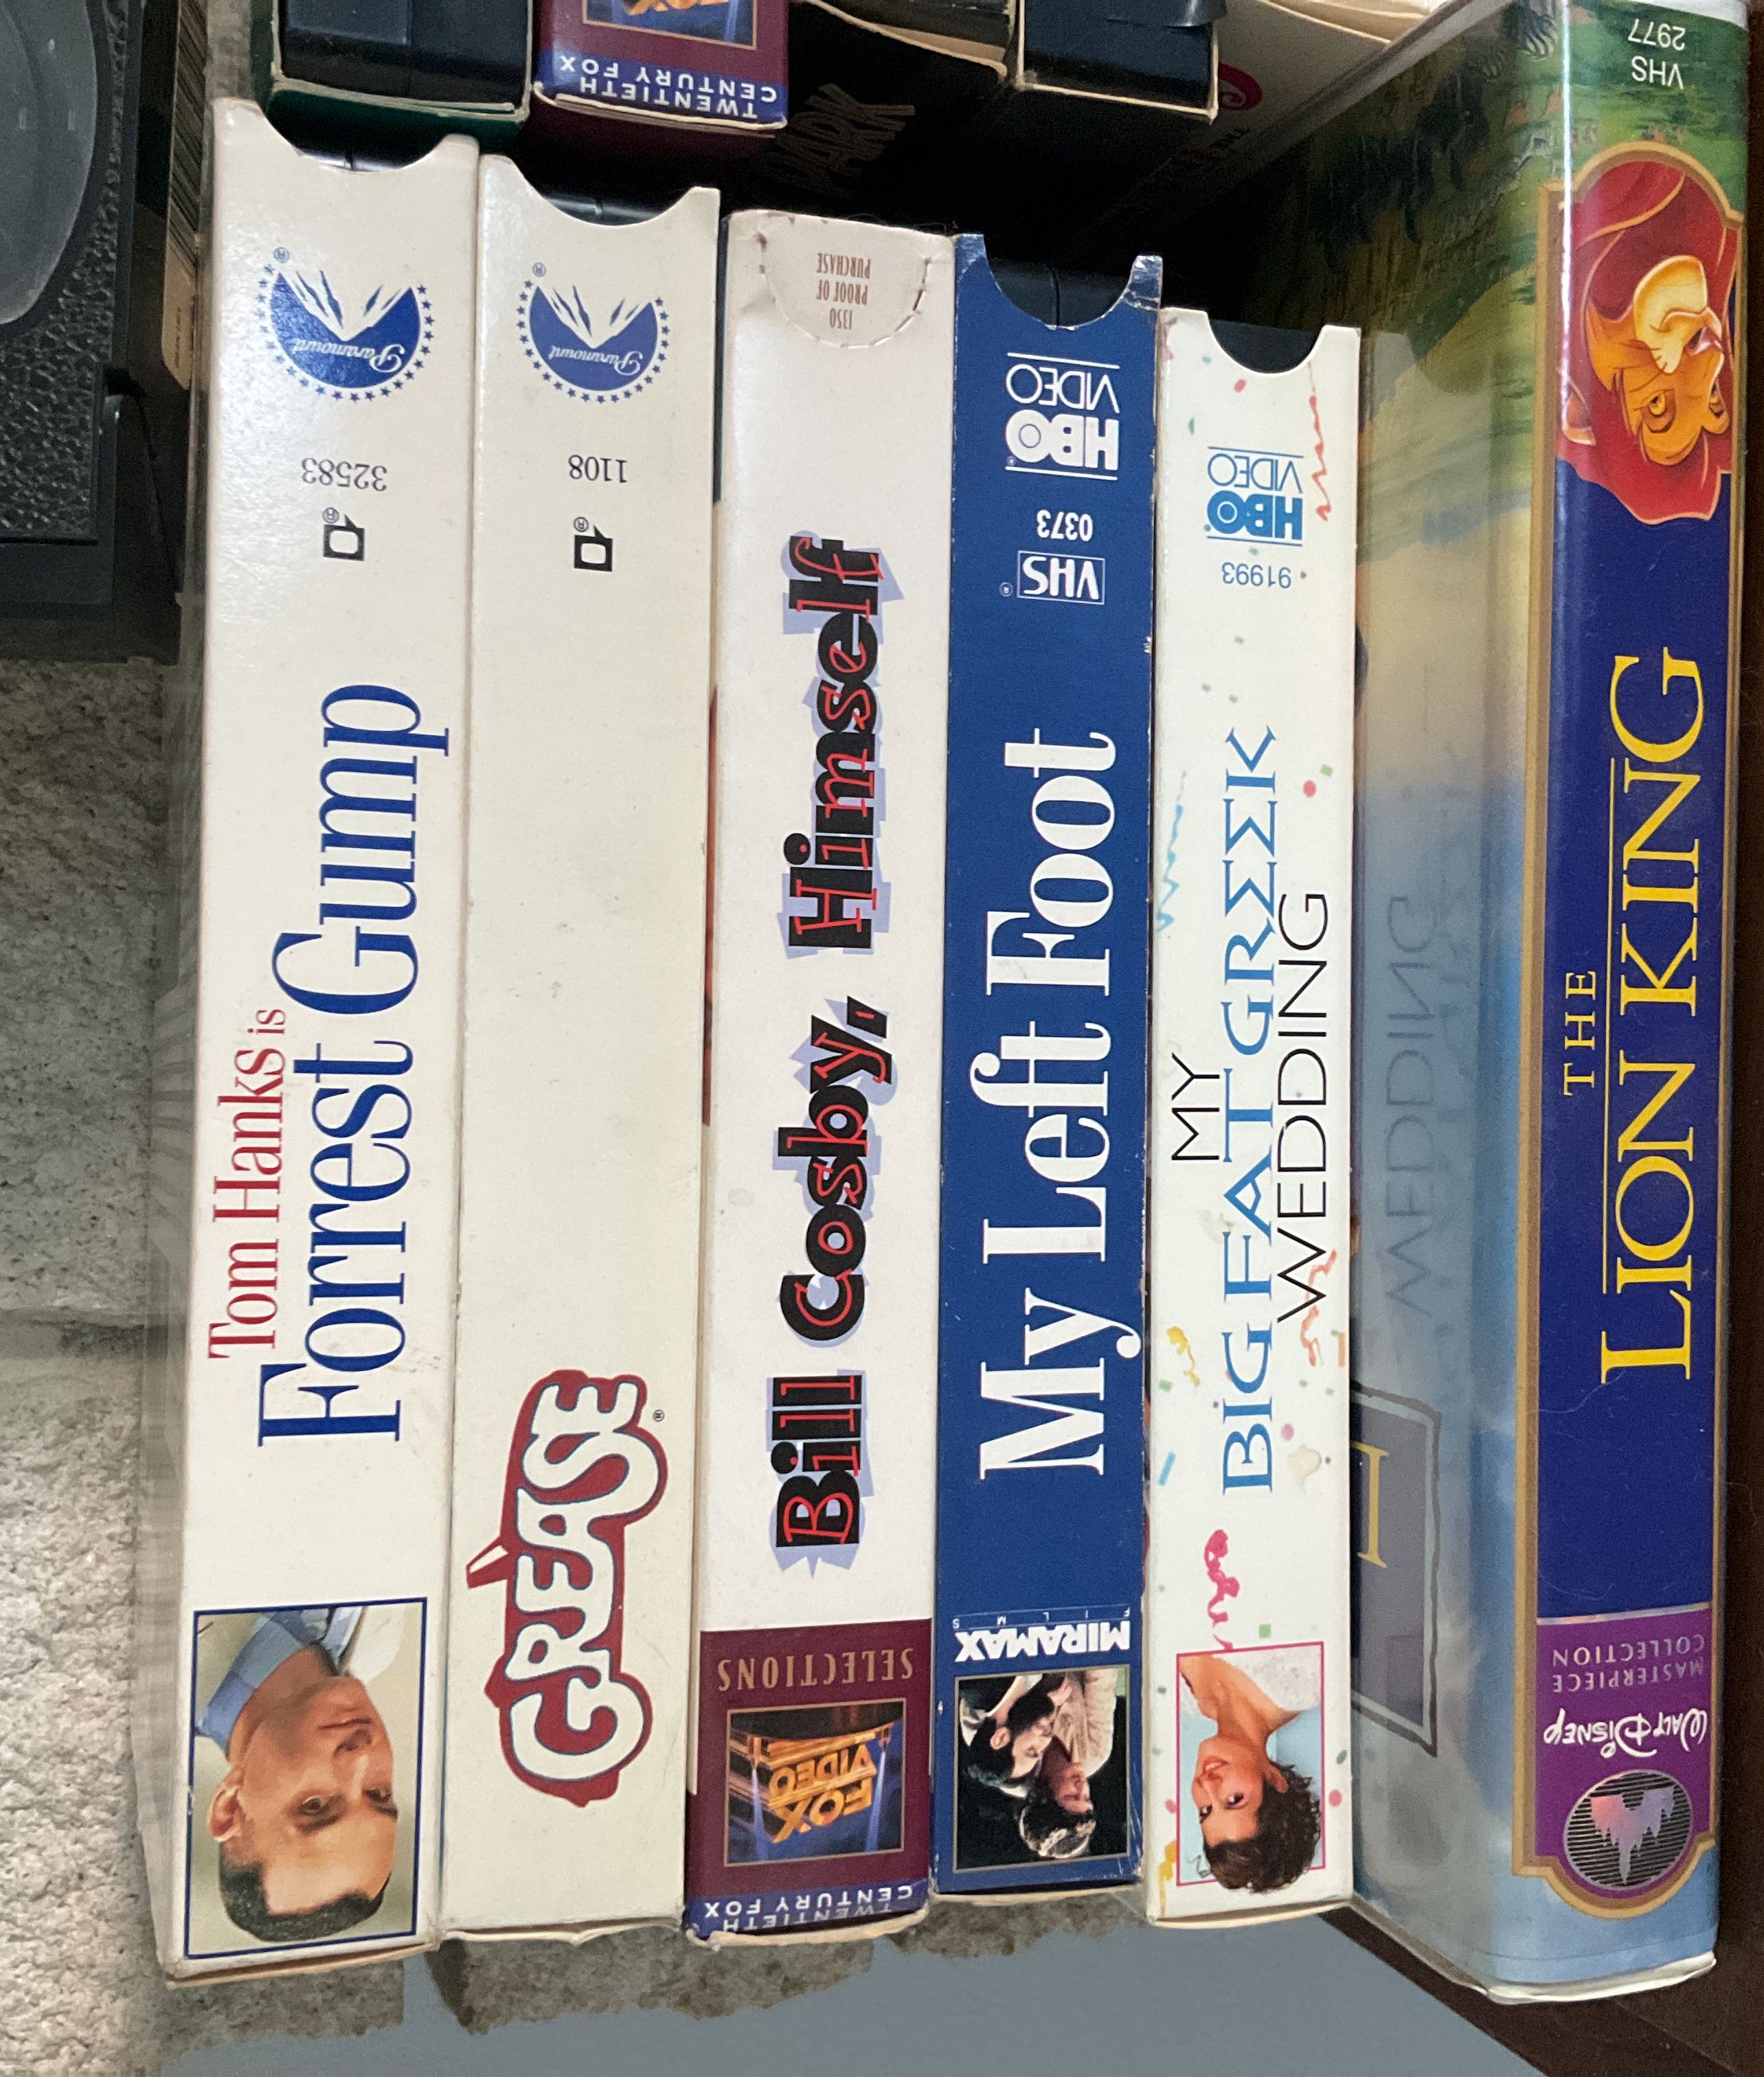 TWENTIETH
CENTURY FOX
PARK
Paramount
32583
Tom Hanks is
Forrest Gump
Paramount
1108
GREASE
1350
PROOF OF
PURCHASE
Bill Cosby, Himself
SELECTIONS
FOX
VIDEO
TWENTIETH
CENTURY FOX
HBO
VIDEO
0373
VHS
My Left Foot
MIRAMAX
FILMS
HBO
VIDEO
91993
MY
BIG FAT GRΣΣK
WEDDING
VHS
2977
THE
LION KING
MASTERPIECE
COLLECTION
WALT DISNEY